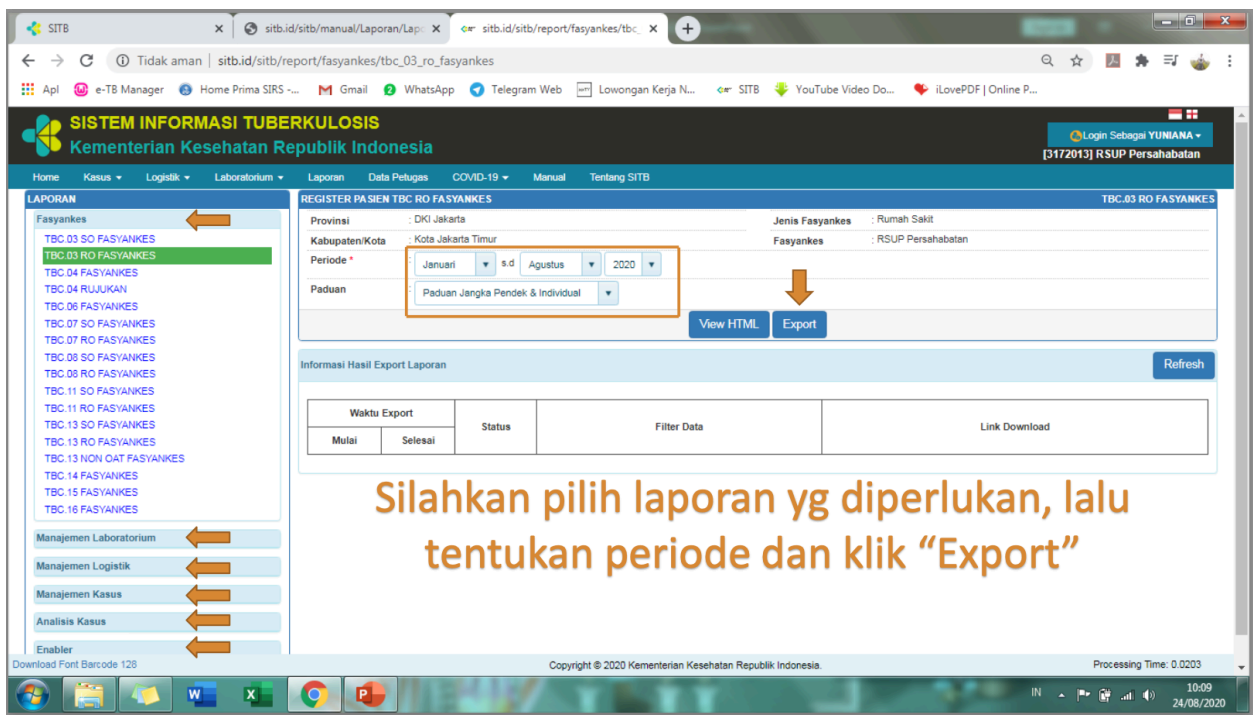 SITB
sitb.id/sitb/manual/Laporan/Lap
sitb.id/sitb/report/fasyankes/tbc_
Tidak aman | sitb.id/sitb/report/fasyankes/tbc_03_ro_fasyankes
Apl e-TB Manager Home Prima SIRS -... Gmail WhatsApp Telegram Web Lowongan Kerja N... SITB YouTube Video Do... iLovePDF | Online P...
SISTEM INFORMASI TUBERKULOSIS
Kementerian Kesehatan Republik Indonesia
Login Sebagai YUNIANA
[3172013] RSUP Persahabatan
Home Kasus Logistik Laboratorium Laporan Data Petugas COVID-19 Manual Tentang SITB
LAPORAN
Fasyankes
TBC.03 SO FASYANKES
TBC.03 RO FASYANKES
TBC.04 FASYANKES
TBC.04 RUJUKAN
TBC.06 FASYANKES
TBC.07 SO FASYANKES
TBC.07 RO FASYANKES
TBC.08 SO FASYANKES
TBC.08 RO FASYANKES
TBC.11 SO FASYANKES
TBC.11 RO FASYANKES
TBC.13 SO FASYANKES
TBC.13 RO FASYANKES
TBC.13 NON OAT FASYANKES
TBC.14 FASYANKES
TBC.15 FASYANKES
TBC.16 FASYANKES
Manajemen Laboratorium
Manajemen Logistik
Manajemen Kasus
Analisis Kasus
Enabler
REGISTER PASIEN TBC RO FASYANKES TBC.03 RO FASYANKES
Provinsi : DKI Jakarta Jenis Fasyankes : Rumah Sakit
Kabupaten/Kota : Kota Jakarta Timur Fasyankes : RSUP Persahabatan
Periode * : Januari s.d Agustus 2020
Paduan : Paduan Jangka Pendek & Individual
View HTML Export
Informasi Hasil Export Laporan Refresh
Waktu Export Status Filter Data Link Download
Mulai Selesai
Silahkan pilih laporan yg diperlukan, lalu
tentukan periode dan klik “Export”
Download Font Barcode 128 Copyright © 2020 Kementerian Kesehatan Republik Indonesia. Processing Time: 0.0203
IN 10:09
24/08/2020